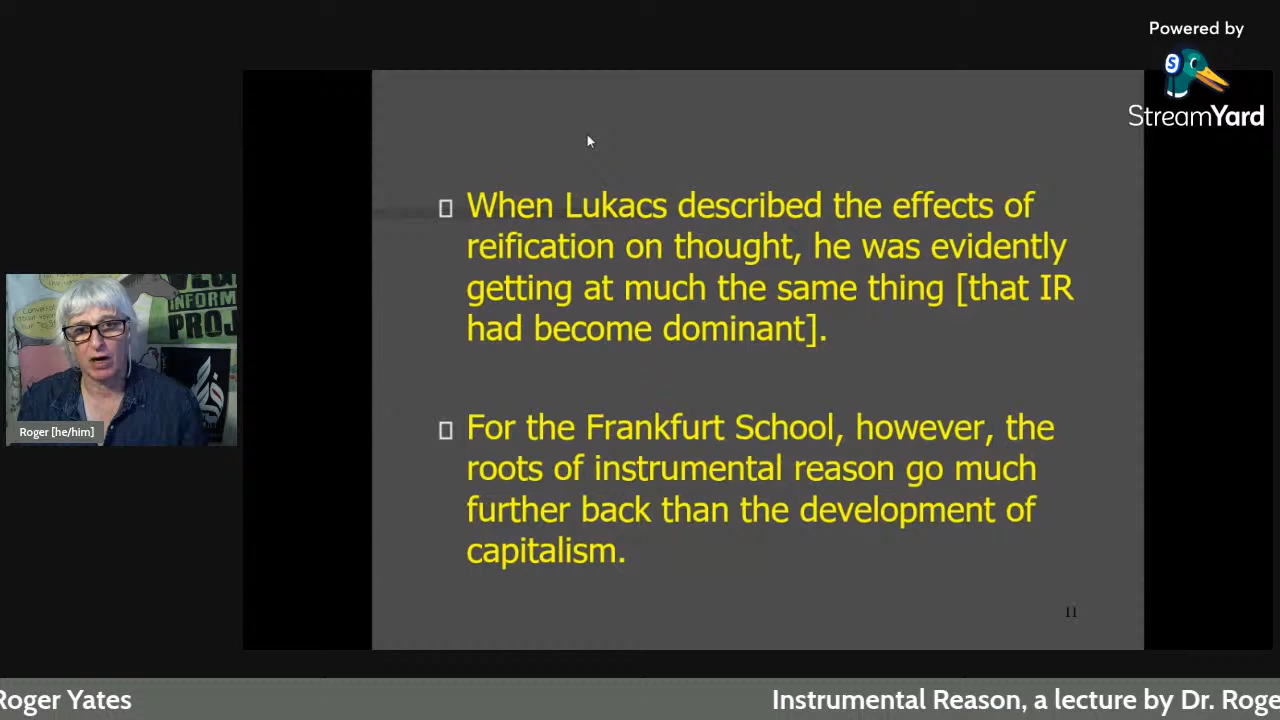 Powered by
S
StreamYard
When Lukacs described the effects of
reification on thought, he was evidently
getting at much the same thing [that IR
had become dominant].
For the Frankfurt School, however, the
roots of instrumental reason go much
further back than the development of
capitalism.
11
INFORM
PROJ
Roger [he/him]
Roger Yates
Instrumental Reason, a lecture by Dr. Roge